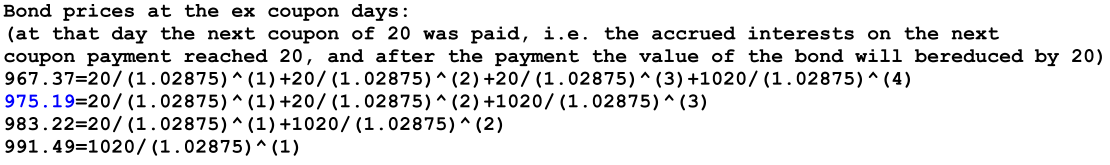 Bond prices at the ex coupon days:
(at that day the next coupon of 20 was paid, i.e. the accrued interests on the next
coupon payment reached 20, and after the payment the value of the bond will bereduced by 20)
967.37=20/(1.02875)^(1)+20/(1.02875)^(2)+20/(1.02875)^(3)+1020/(1.02875)^(4)
975.19=20/(1.02875)^(1)+20/(1.02875)^(2)+1020/(1.02875)^(3)
983.22=20/(1.02875)^(1)+1020/(1.02875)^(2)
991.49=1020/(1.02875)^(1)